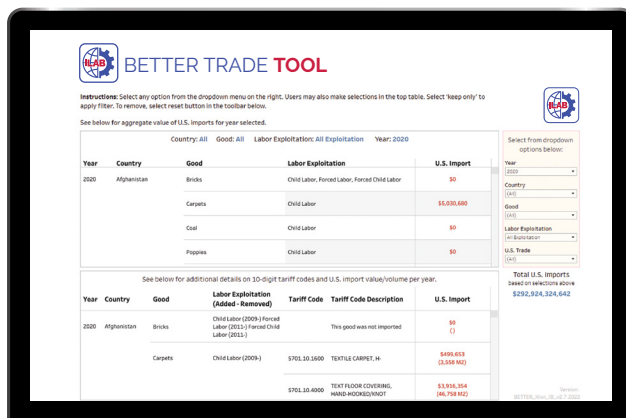 ILAB
BETTER TRADE TOOL
Instructions: Select any option from the dropdown menu on the right. Users may also make selections in the top table. Select 'keep only' to
apply filter. To remove, select reset button in the toolbar below.
See below for aggregate value of U.S. imports for year selected.
ILAB
Country: All Good: All Labor Exploitation: All Exploitation Year: 2020
Year Country Good Labor Exploitation U.S. Import
2020 Afghanistan Bricks Child Labor, Forced Labor, Forced Child Labor $0
Carpets Child Labor $5,030,680
Coal Child Labor $0
Poppies Child Labor $0
Select from dropdown
options below:
Year
2020
Country
(All)
Good
(All)
Labor Exploitation
All Exploitation
U.S. Trade
(All)
Total U.S. Imports
based on selections above
$292,924,324,642
See below for additional details on 10-digit tariff codes and U.S. import value/volume per year.
Year Country Good Labor Exploitation (Added - Removed) Tariff Code Tariff Code Description U.S. Import
2020 Afghanistan Bricks Child Labor (2009-) Forced Labor (2011-) Forced Child Labor (2011-) This good was not imported $0 ()
Carpets Child Labor (2009-) 5701.10.1600 TEXTILE CARPET, H- $499,653 (3,558 M2)
5701.10.4000 TEXT FLOOR COVERING, HAND-HOOKED/KNOT $3,916,354 (46,758 M2)
Version: